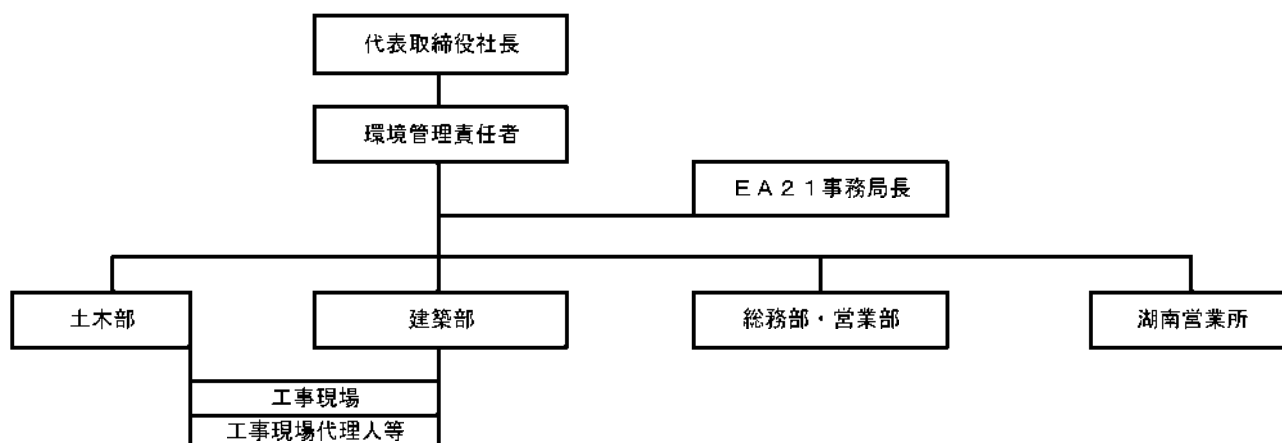 代表取締役社長
環境管理責任者
ＥＡ２１事務局長
土木部
建築部
総務部・営業部
湖南営業所
工事現場
工事現場代理人等